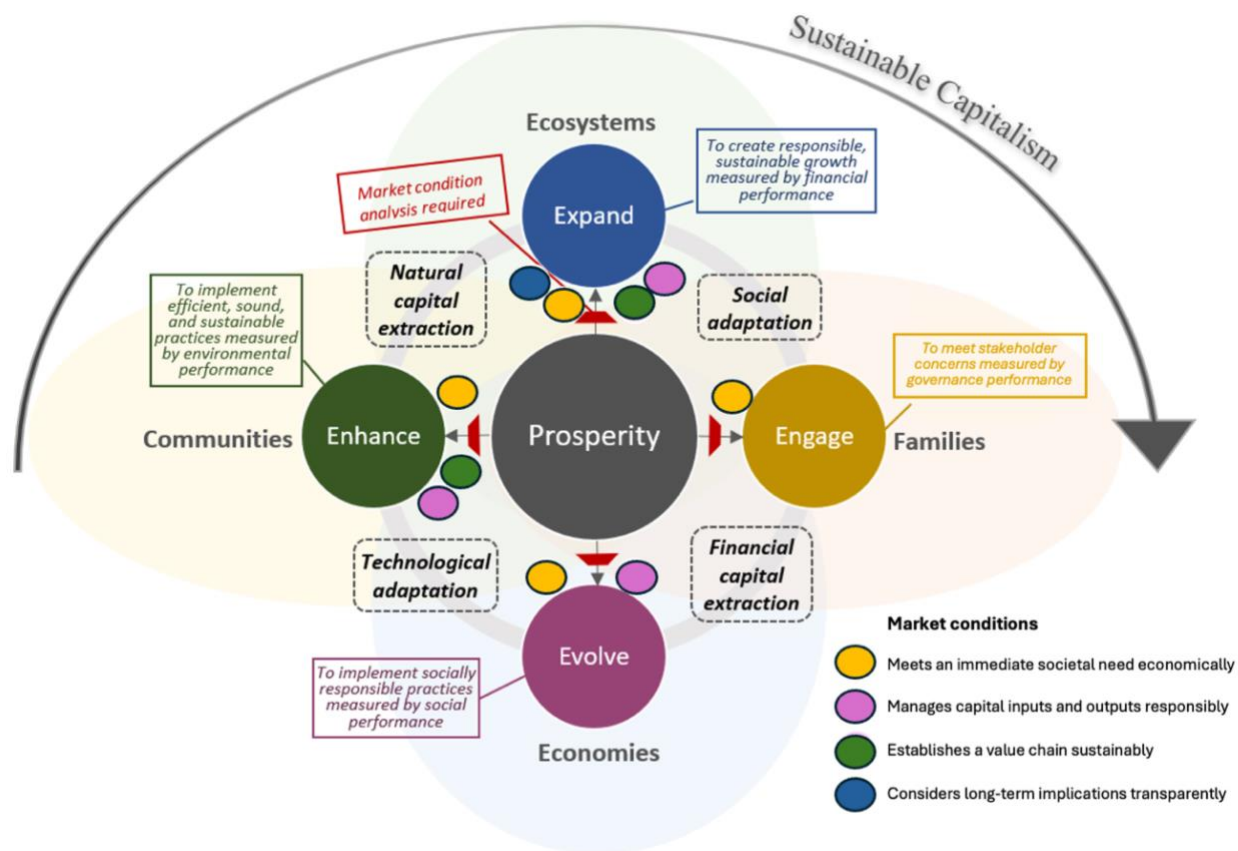 Sustainable Capitalism
Ecosystems
To create responsible,
sustainable growth
measured by financial
performance
Market condition
analysis required
Expand
Natural
capital
extraction
Social
adaptation
To implement
efficient, sound,
and sustainable
practices measured
by environmental
performance
To meet stakeholder
concerns measured by
governance performance
Communities
Enhance
Prosperity
Engage
Families
Technological
adaptation
Financial
capital
extraction
To implement socially
responsible practices
measured by social
performance
Evolve
Economies
Market conditions
Meets an immediate societal need economically
Manages capital inputs and outputs responsibly
Establishes a value chain sustainably
Considers long-term implications transparently